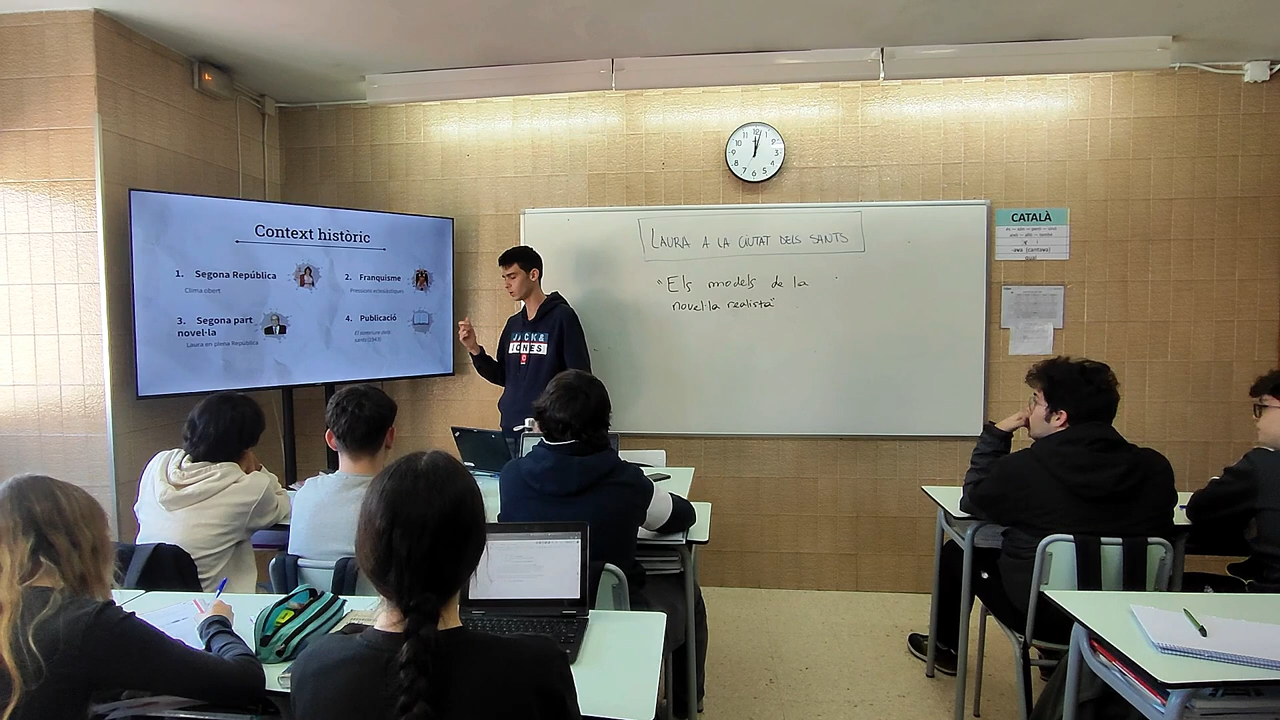 Context històric
1. Segona República
Clima obert
2. Franquisme
Pressions eclesiàstiques
3. Segona part
novel·la
Laura en plena República
4. Publicació
JACK&
JONES
LAURA A LA CIUTAT DELS SANTS
"Els models de la
novel·la realista"
CATALÀ